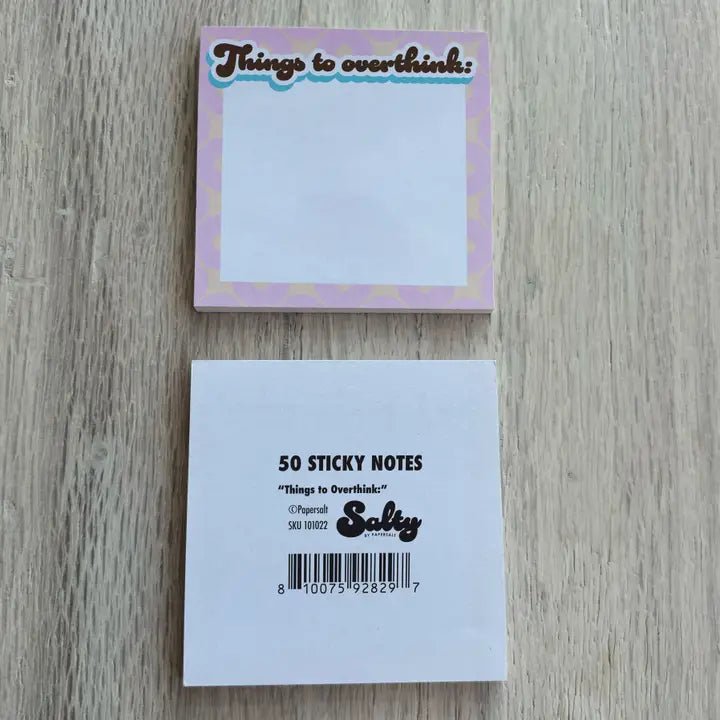 Things to overthink:
50 STICKY NOTES
“Things to Overthink:”
©Papersalt
SKU 101022
Salty
BY PAPERSALT
8 10075 92829 7